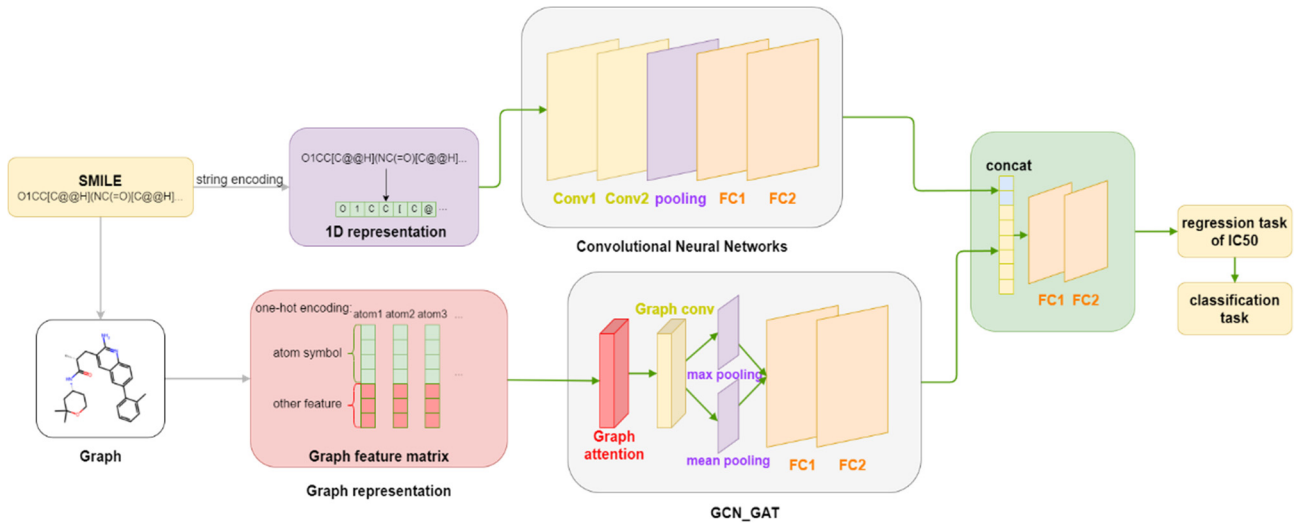 SMILE
O1CC[C@@H](NC(=O)[C@@H]...
string encoding
O1CC[C@@H](NC(=O)[C@@H]...
O 1 C C [ C @ ...
1D representation
Conv1 Conv2 pooling FC1 FC2
Convolutional Neural Networks
concat
FC1 FC2
regression task
of IC50
classification
task
Graph
one-hot encoding: atom1 atom2 atom3 ...
atom symbol
...
other feature
Graph feature matrix
Graph representation
Graph conv
max pooling
Graph
attention
mean pooling
FC1 FC2
GCN_GAT